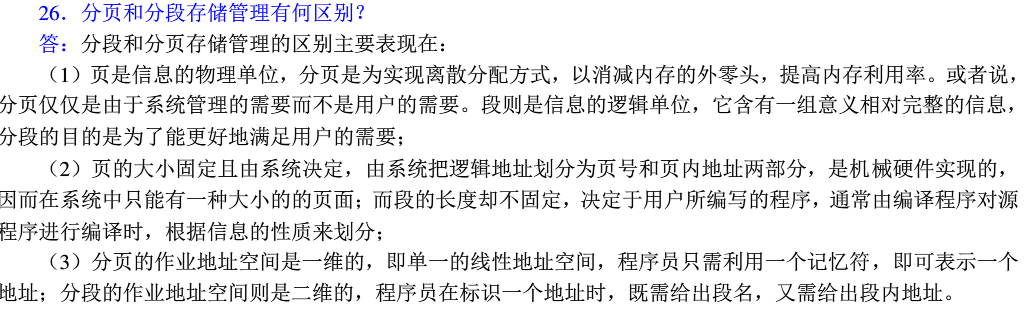 26．分页和分段存储管理有何区别？
答：分段和分页存储管理的区别主要表现在：
（1）页是信息的物理单位，分页是为实现离散分配方式，以消减内存的外零头，提高内存利用率。或者说，
分页仅仅是由于系统管理的需要而不是用户的需要。段则是信息的逻辑单位，它含有一组意义相对完整的信息，
分段的目的是为了能更好地满足用户的需要；
（2）页的大小固定且由系统决定，由系统把逻辑地址划分为页号和页内地址两部分，是机械硬件实现的，
因而在系统中只能有一种大小的的页面；而段的长度却不固定，决定于用户所编写的程序，通常由编译程序对源
程序进行编译时，根据信息的性质来划分；
（3）分页的作业地址空间是一维的，即单一的线性地址空间，程序员只需利用一个记忆符，即可表示一个
地址；分段的作业地址空间则是二维的，程序员在标识一个地址时，既需给出段名，又需给出段内地址。